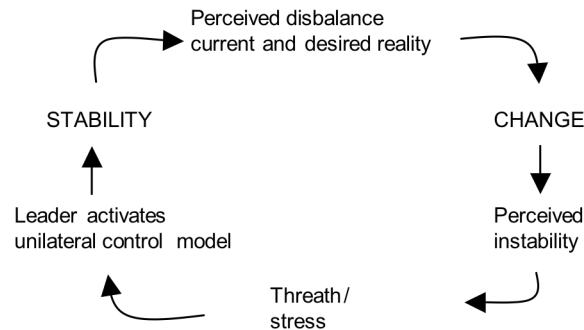 Perceived disbalance
current and desired reality
STABILITY
CHANGE
Leader activates
unilateral control model
Perceived
instability
Threath/
stress